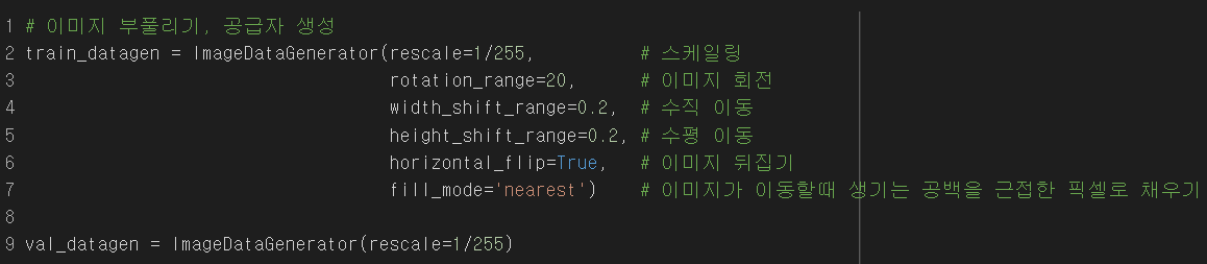 1 # 이미지 부풀리기, 공급자 생성
2 train_datagen = ImageDataGenerator(rescale=1/255, # 스케일링
3 rotation_range=20, # 이미지 회전
4 width_shift_range=0.2, # 수직 이동
5 height_shift_range=0.2, # 수평 이동
6 horizontal_flip=True, # 이미지 뒤집기
7 fill_mode='nearest') # 이미지가 이동할때 생기는 공백을 근접한 픽셀로 채우기
8
9 val_datagen = ImageDataGenerator(rescale=1/255)